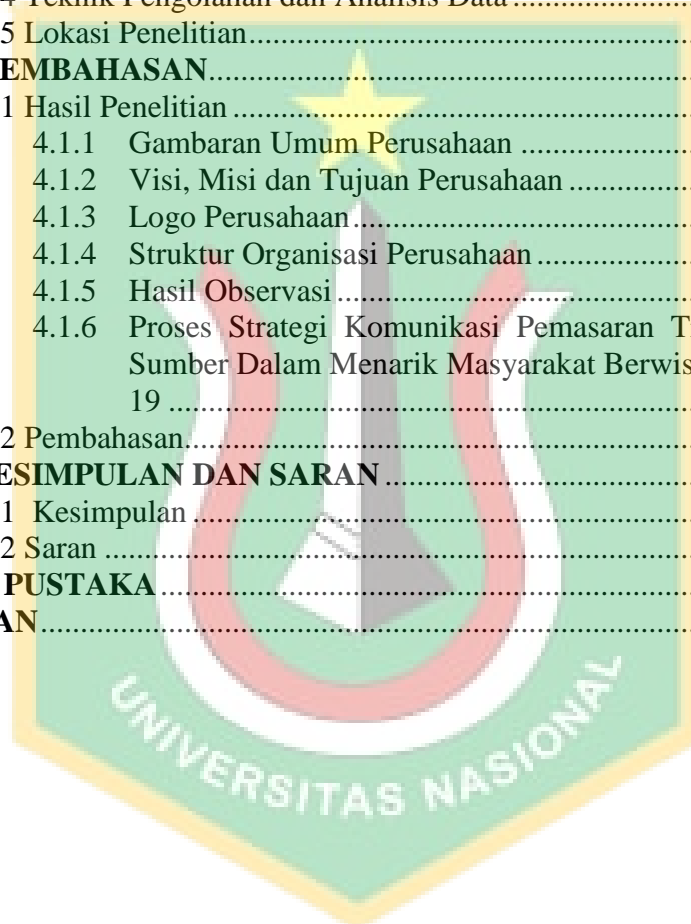 4 Teknik Pengolahan dan Analisis Data ........................
5 Lokasi Penelitian........................
EMBAHASAN........................
1 Hasil Penelitian ........................
4.1.1 Gambaran Umum Perusahaan ........................
4.1.2 Visi, Misi dan Tujuan Perusahaan ........................
4.1.3 Logo Perusahaan........................
4.1.4 Struktur Organisasi Perusahaan ........................
4.1.5 Hasil Observasi ........................
4.1.6 Proses Strategi Komunikasi Pemasaran
Sumber Dalam Menarik Masyarakat
19 ........................
2 Pembahasan........................
ESIMPULAN DAN SARAN ........................
1 Kesimpulan ........................
2 Saran ........................
PUSTAKA ........................
AN........................
UNIVERSITAS NASIONAL